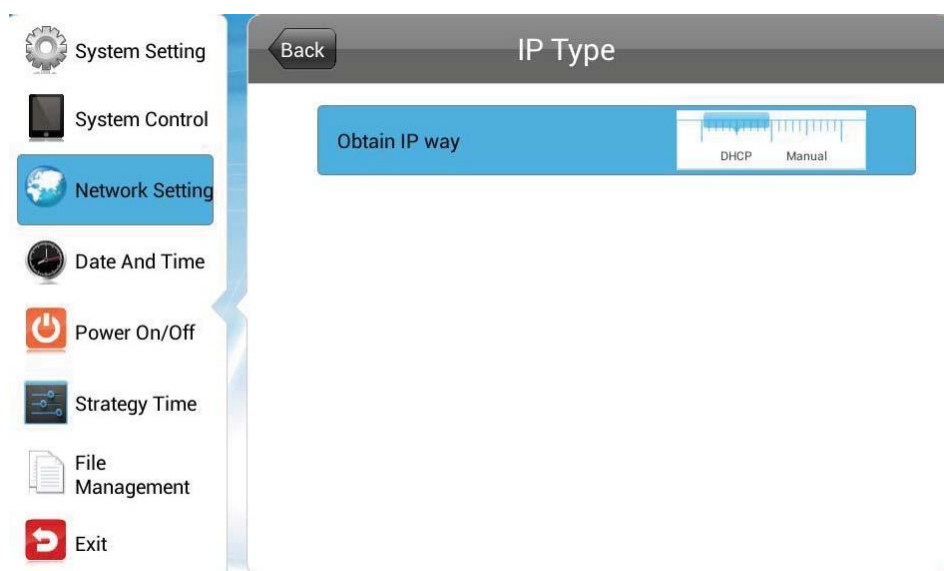 System Setting
System Control
Network Setting
Date And Time
Power On/Off
Strategy Time
File
Management
Exit
Back
IP Type
Obtain IP way
DHCP Manual